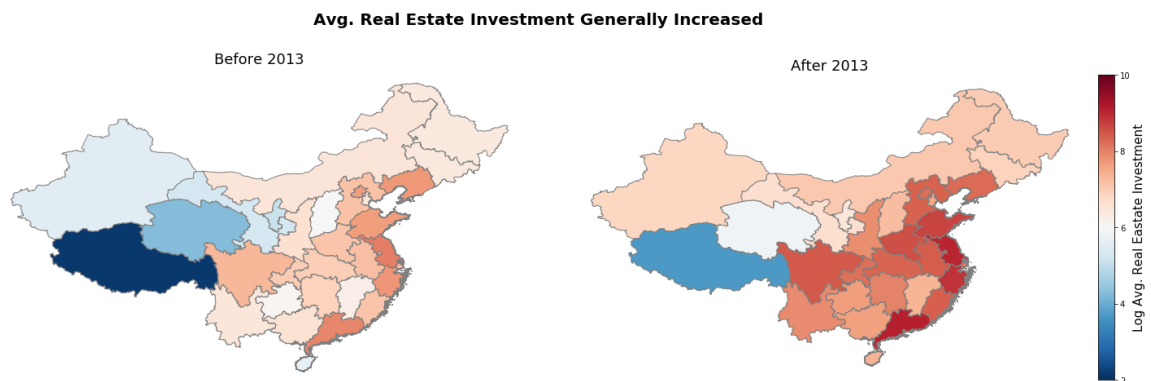 Avg. Real Estate Investment Generally Increased
Before 2013
After 2013
10
8
6
4
2
Log Avg. Real Eastate Investment